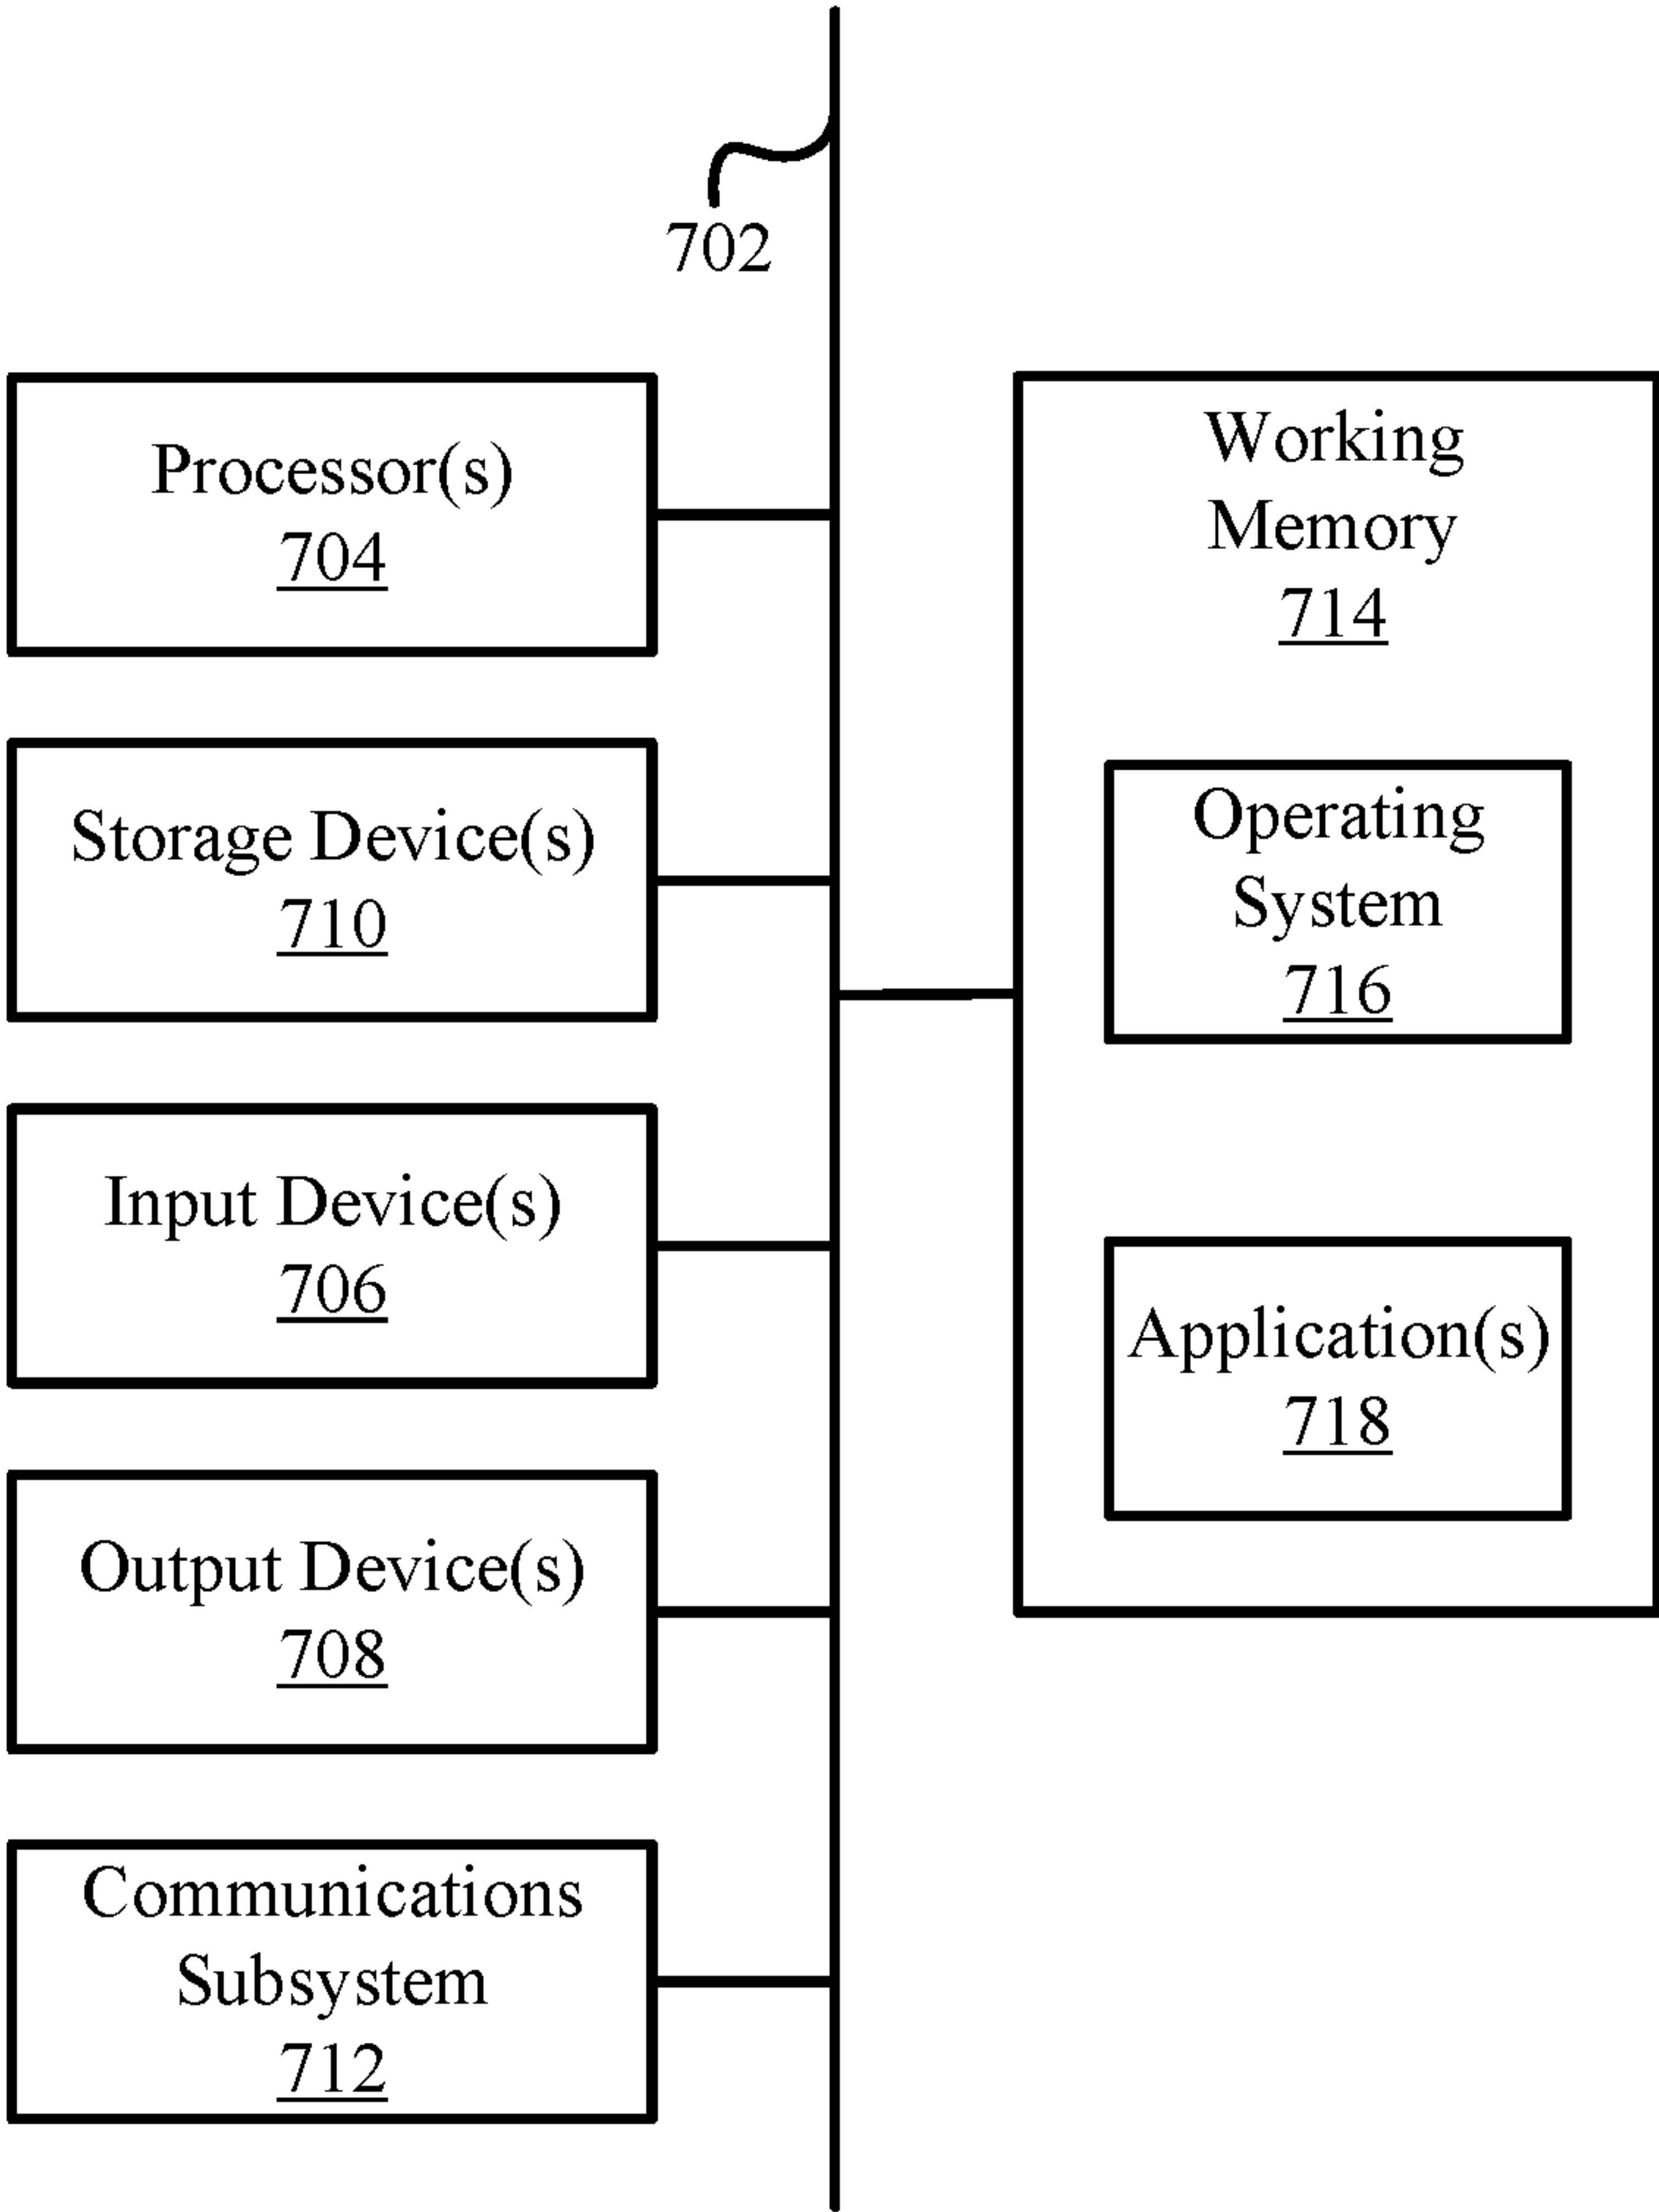 702
Processor(s)
704
Storage Device(s)
710
Input Device(s)
706
Output Device(s)
708
Communications
Subsystem
712
Working
Memory
714
Operating
System
716
Application(s)
718